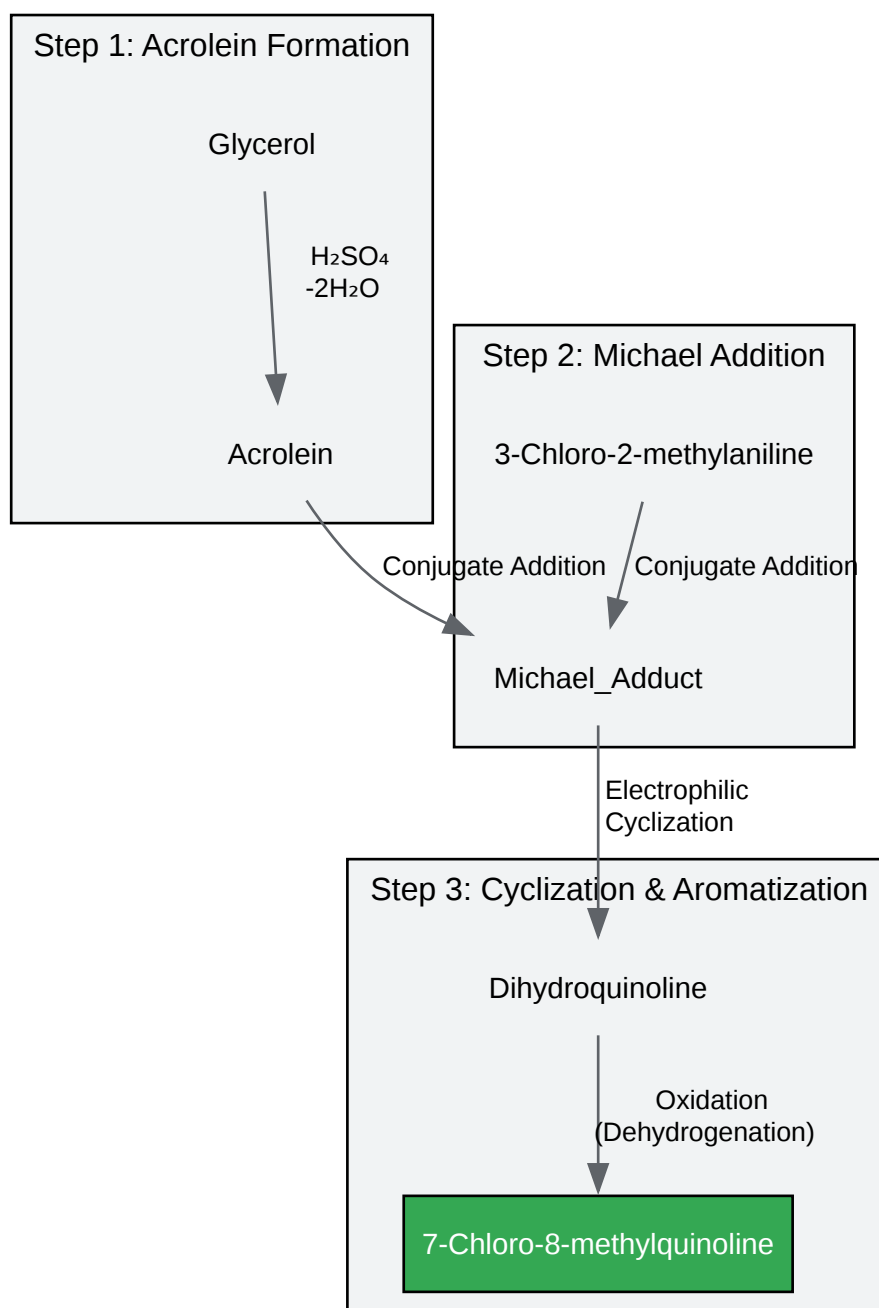 Step 1: Acrolein Formation
Glycerol
H₂SO₄
-2H₂O
Acrolein
Step 2: Michael Addition
3-Chloro-2-methylaniline
Conjugate Addition
Conjugate Addition
Michael_Adduct
Electrophilic
Cyclization
Step 3: Cyclization & Aromatization
Dihydroquinoline
Oxidation
(Dehydrogenation)
7-Chloro-8-methylquinoline